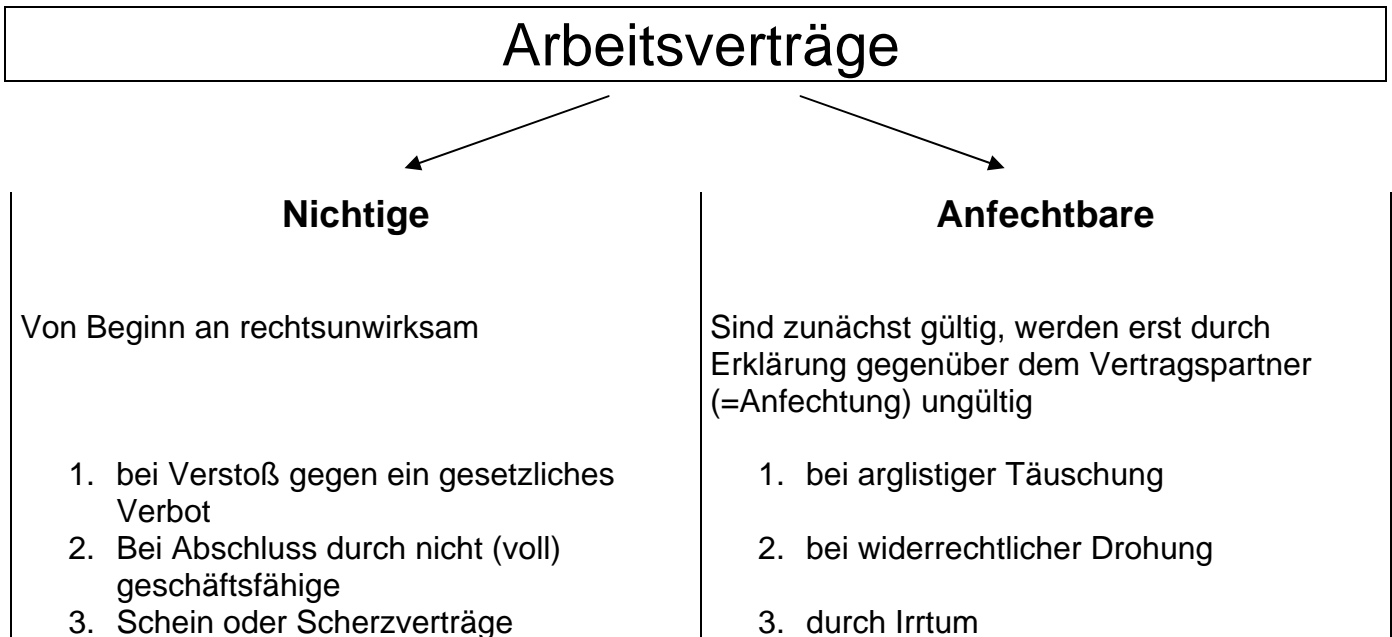 Arbeitsverträge
Nichtige
Von Beginn an rechtsunwirksam
1. bei Verstoß gegen ein gesetzliches
Verbot
2. Bei Abschluss durch nicht (voll)
geschäftsfähige
3. Schein oder Scherzverträge
Anfechtbare
Sind zunächst gültig, werden erst durch
Erklärung gegenüber dem Vertragspartner
(=Anfechtung) ungültig
1. bei arglistiger Täuschung
2. bei widerrechtlicher Drohung
3. durch Irrtum